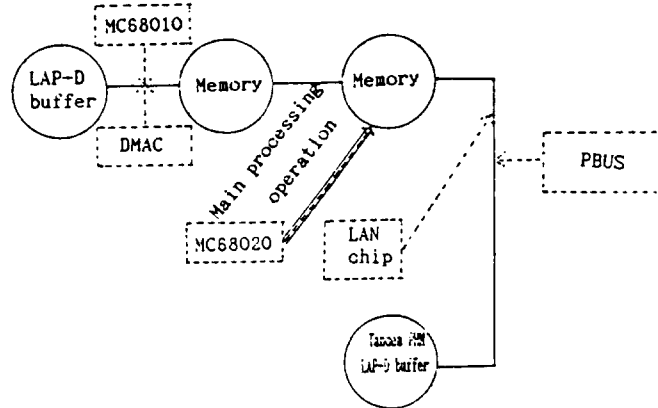 MC68010
LAP-D
buffer
Memory
Memory
DMAC
Main processing
operation
PBUS
MC68020
LAN
chip
LAP-D buffer